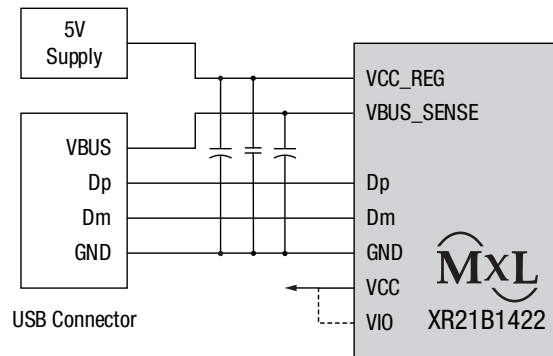 5V
Supply
VCC_REG
VBUS_SENSE
VBUS
Dp
Dm
GND
Dp
Dm
GND
VCC
VIO
MxL
XR21B1422
USB Connector